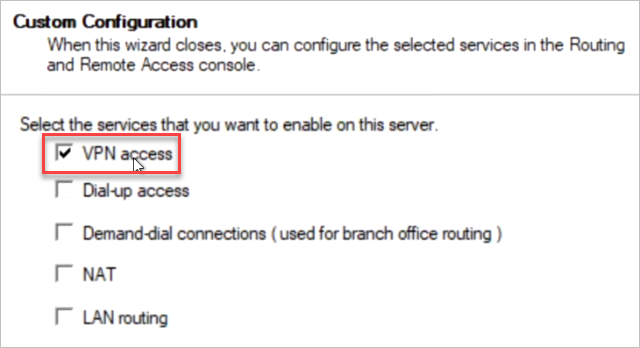 Custom Configuration
When this wizard closes, you can configure the selected services in the Routing
and Remote Access console.
Select the services that you want to enable on this server.
VPN access
Dial-up access
Demand-dial connections ( used for branch office routing )
NAT
LAN routing